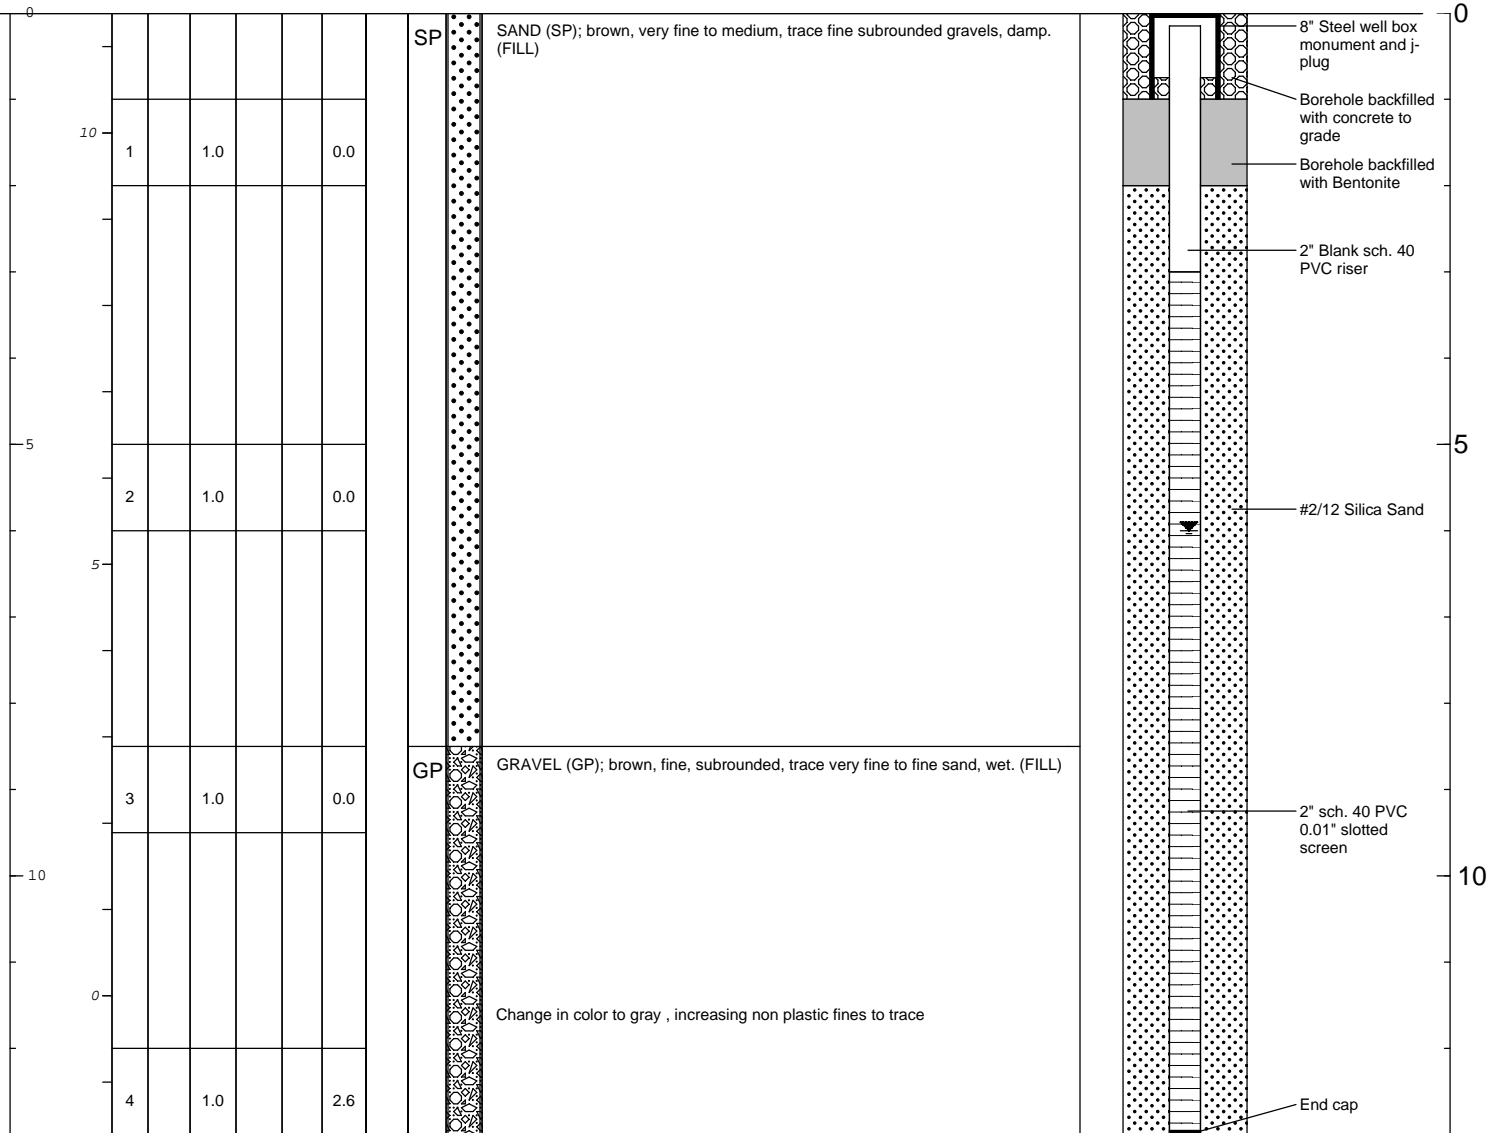 0
SP
SAND (SP); brown, very fine to medium, trace fine subrounded gravels, damp.
(FILL)
8" Steel well box
monument and j-
plug
0
Borehole backfilled
with concrete to
grade
10
1 1.0 0.0
Borehole backfilled
with Bentonite
2" Blank sch. 40
PVC riser
5
5
2 1.0 0.0
#2/12 Silica Sand
5
GP
GRAVEL (GP); brown, fine, subrounded, trace very fine to fine sand, wet. (FILL)
3 1.0 0.0
2" sch. 40 PVC
0.01" slotted
screen
10
10
0
Change in color to gray , increasing non plastic fines to trace
4 1.0 2.6
End cap